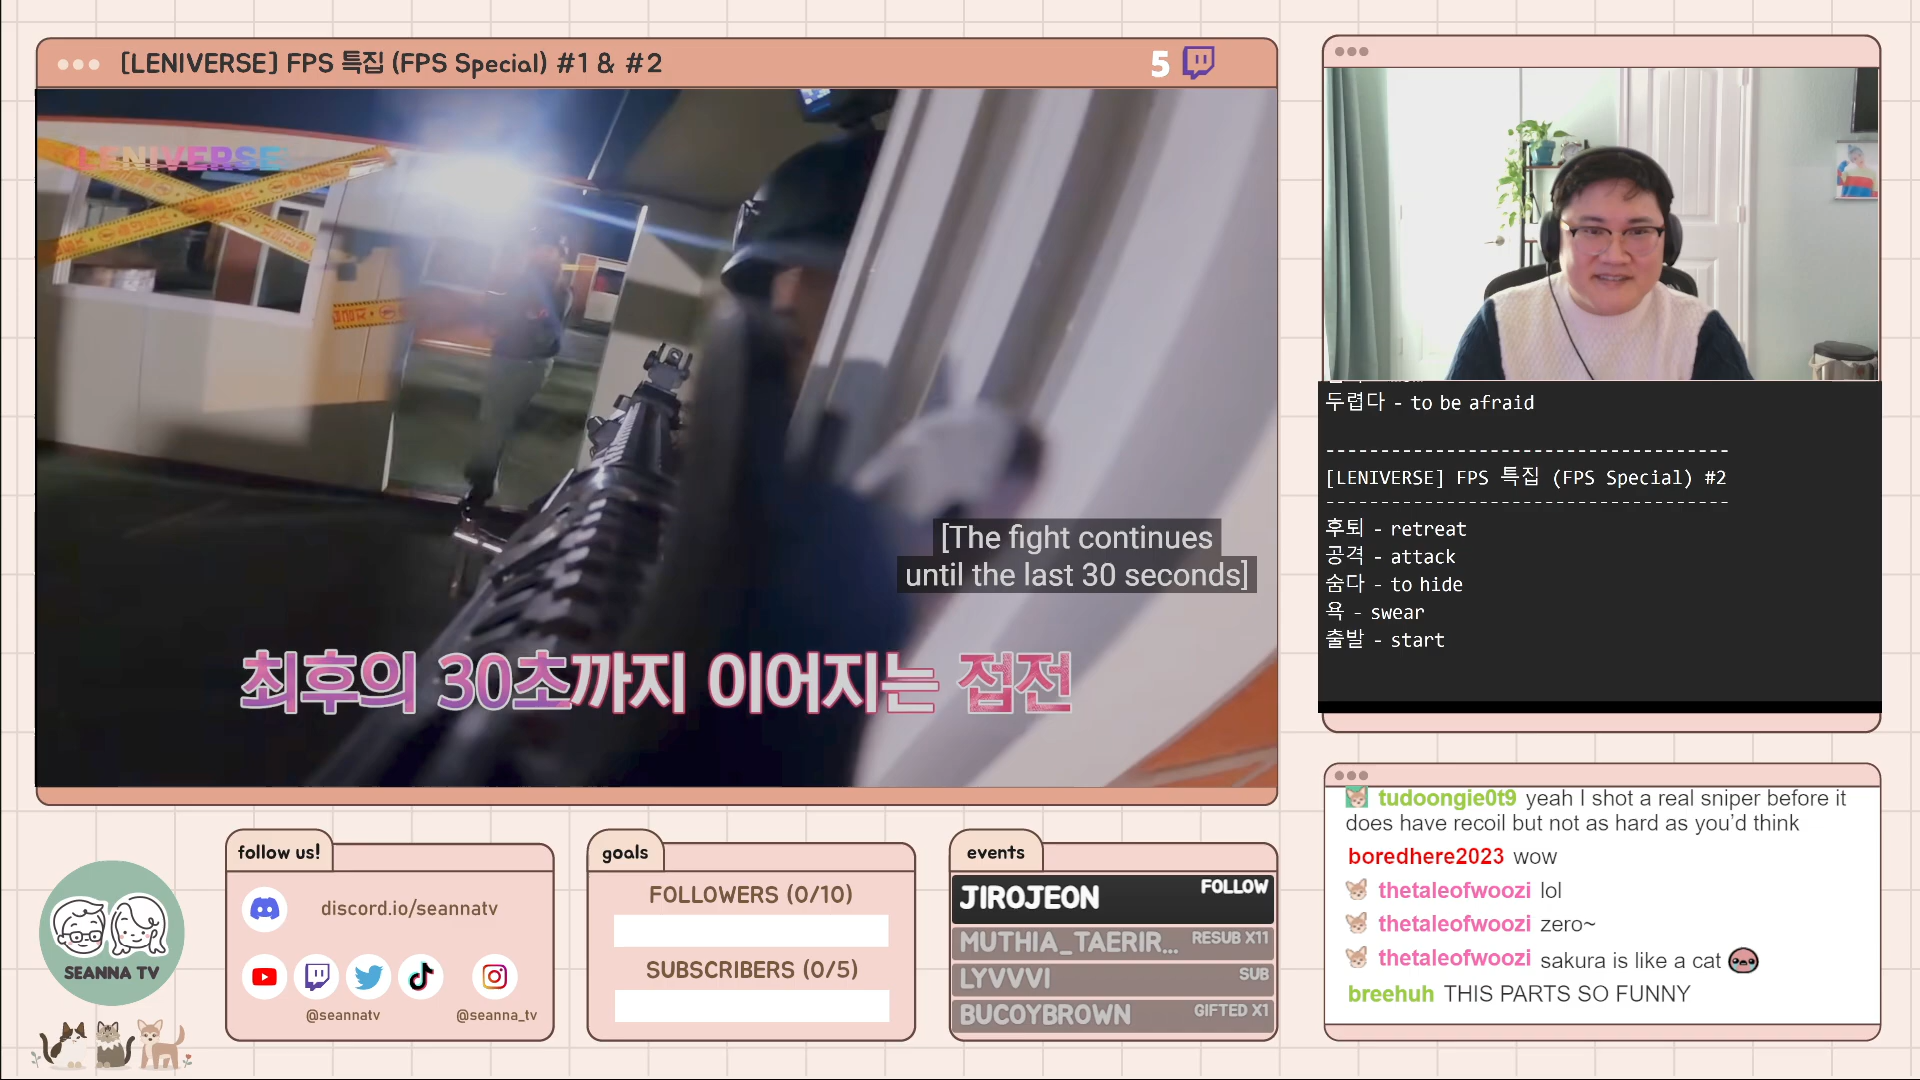 [LENIVERSE] FPS 특집 (FPS Special) #1 & #2
5
LENIVERSE
[The fight continues
until the last 30 seconds]
최후의 30초까지 이어지는 접전
두렵다 - to be afraid
-------------------------------------
[LENIVERSE] FPS 특집 (FPS Special) #2
-------------------------------------
후퇴 - retreat
공격 - attack
숨다 - to hide
욕 - swear
출발 - start
tudoongie0t9 yeah I shot a real sniper before it
does have recoil but not as hard as you'd think
boredhere2023 wow
thetaleofwoozi lol
thetaleofwoozi zero~
thetaleofwoozi sakura is like a cat
breehuh THIS PARTS SO FUNNY
SEANNA TV
follow us!
discord.io/seannatv
@seannatv
@seanna_tv
goals
FOLLOWERS (0/10)
SUBSCRIBERS (0/5)
events
JIROJEON FOLLOW
MUTHIA_TAERIR... RESUB X11
LYVVVI SUB
BUCOYBROWN GIFTED X1